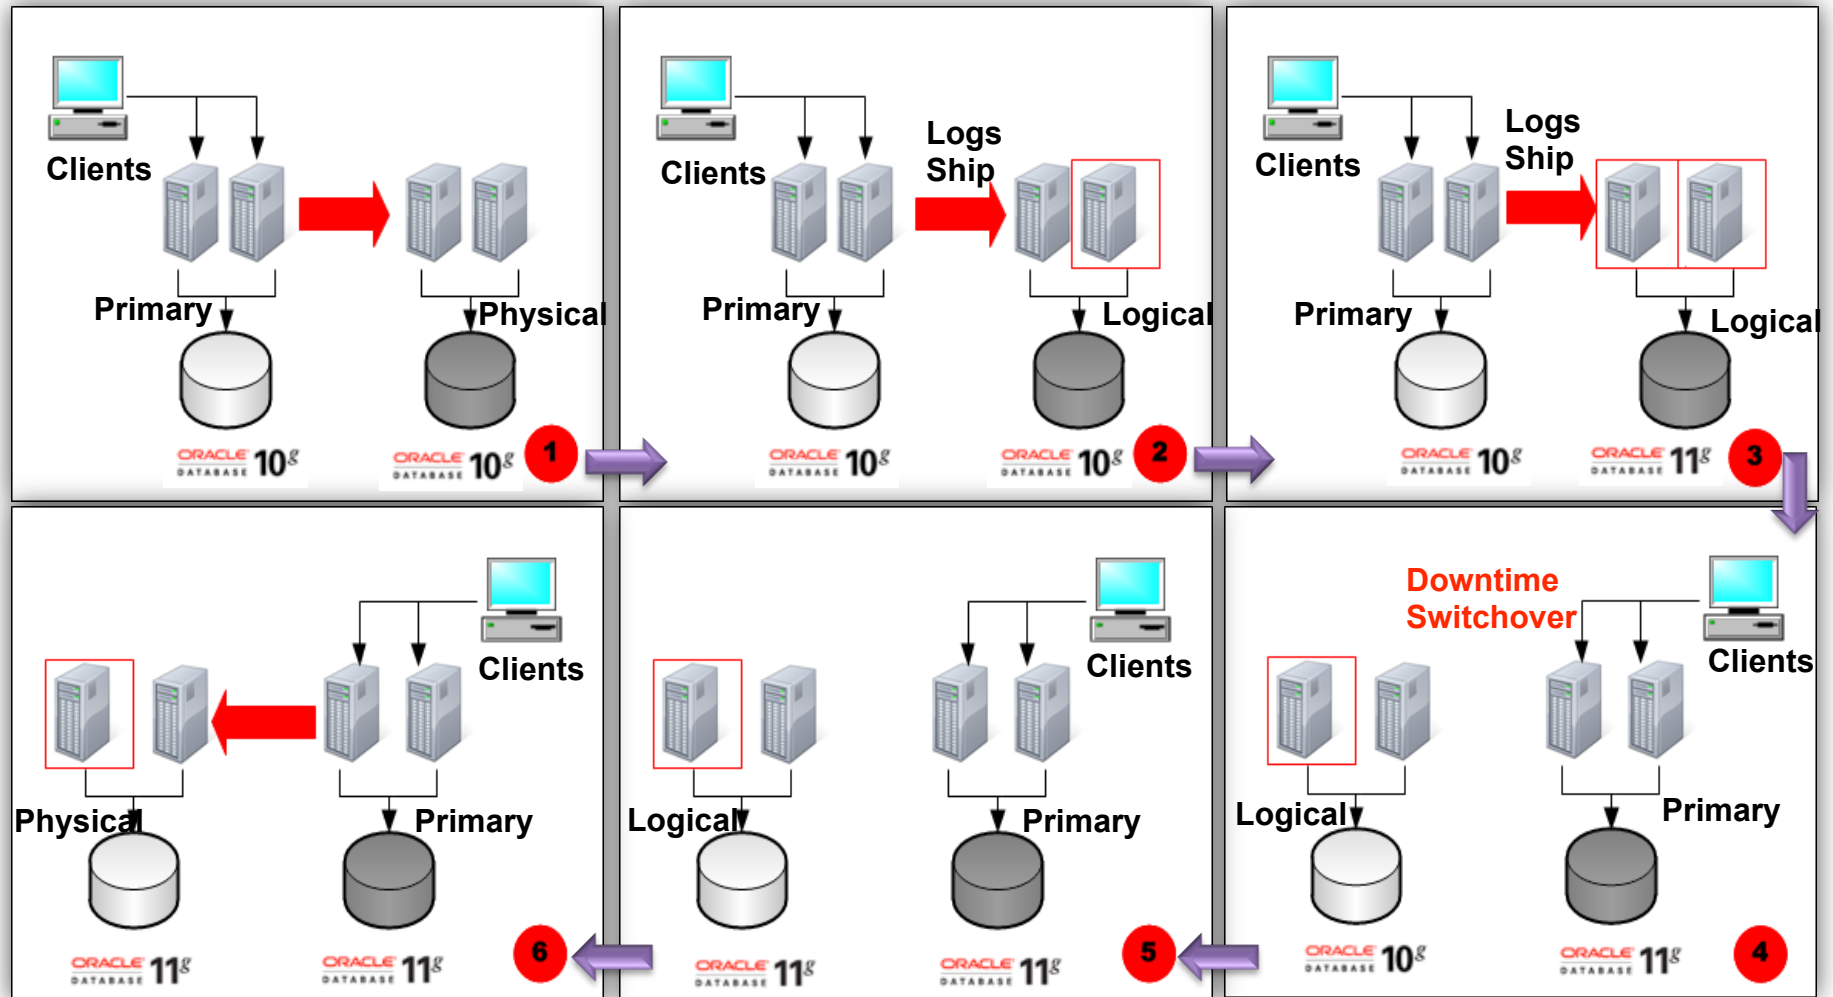 Clients
Primary
Physical
ORACLE
DATABASE 10g
ORACLE
DATABASE 10g
1
Clients
Logs
Ship
Primary
Logical
ORACLE
DATABASE 10g
ORACLE
DATABASE 10g
2
Clients
Logs
Ship
Primary
Logical
ORACLE
DATABASE 10g
ORACLE
DATABASE 11g
3
Downtime
Switchover
Clients
Logical
Primary
ORACLE
DATABASE 10g
ORACLE
DATABASE 11g
4
Clients
Logical
Primary
ORACLE
DATABASE 11g
ORACLE
DATABASE 11g
5
Clients
Physical
Primary
ORACLE
DATABASE 11g
ORACLE
DATABASE 11g
6